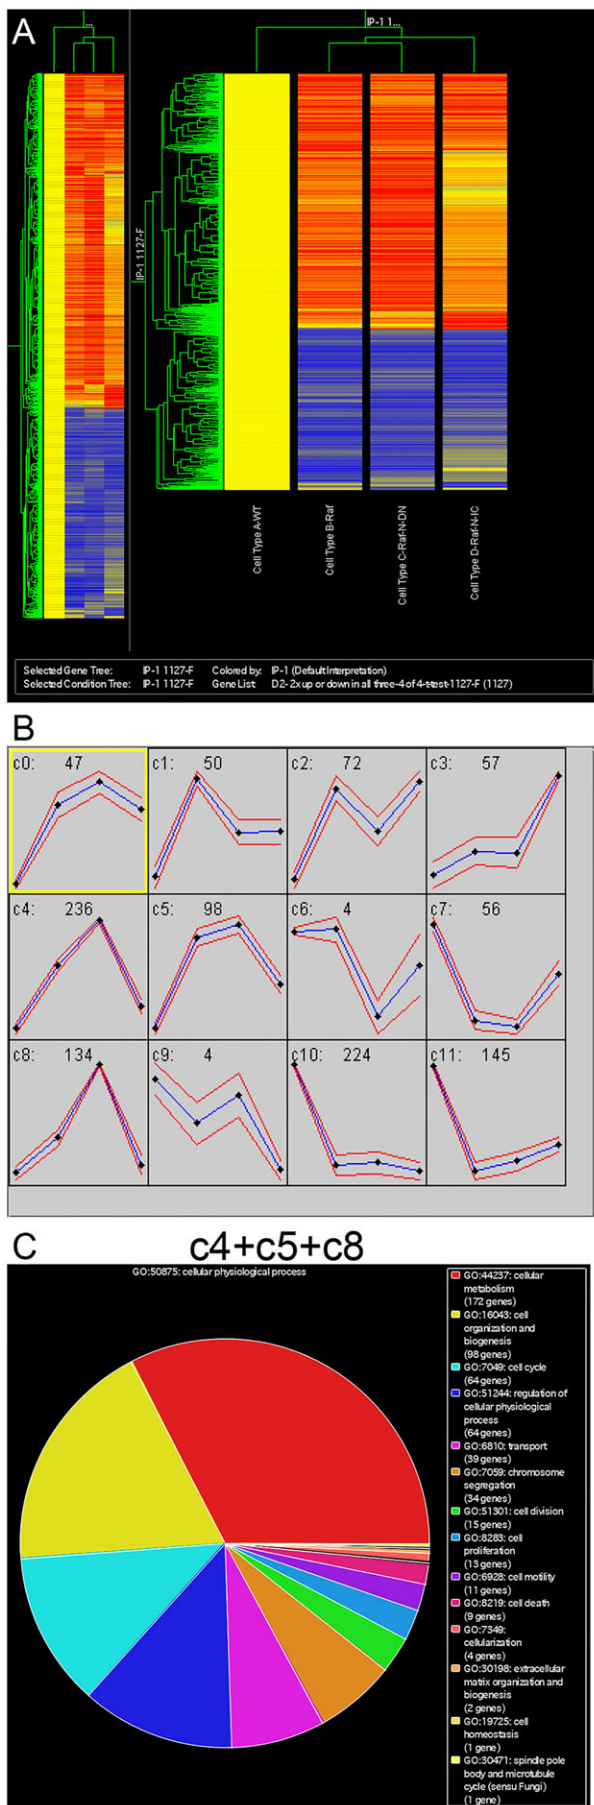 A
...
IP-1 1...
IP-1 1127-F
Cell Type A-WT
Cell Type B-Raf
Cell Type C-Raf-N-DN
Cell Type D-Raf-N-IC
Selected Gene Tree: IP-1 1127-F Colored by: IP-1 (Default Interpretation)
Selected Condition Tree: IP-1 1127-F Gene List: D2-2x up or down in all three-4 of 4-t-test-1127-F (1127)
B
c0: 47 c1: 50 c2: 72 c3: 57
c4: 236 c5: 98 c6: 4 c7: 56
c8: 134 c9: 4 c10: 224 c11: 145
C c4+c5+c8
GO:50875: cellular physiological process
GO:44237: cellular
metabolism
(172 genes)
GO:16043: cell
organization and
biogenesis
(98 genes)
GO:7049: cell cycle
(64 genes)
GO:51244: regulation of
cellular physiological
process
(64 genes)
GO:6810: transport
(39 genes)
GO:7059: chromosome
segregation
(34 genes)
GO:51301: cell division
(15 genes)
GO:8283: cell
proliferation
(13 genes)
GO:6928: cell motility
(11 genes)
GO:8219: cell death
(9 genes)
GO:7349:
cellularization
(4 genes)
GO:30198: extracellular
matrix organization and
biogenesis
(2 genes)
GO:19725: cell
homeostasis
(1 gene)
GO:30471: spindle pole
body and microtubule
cycle (sensu Fungi)
(1 gene)